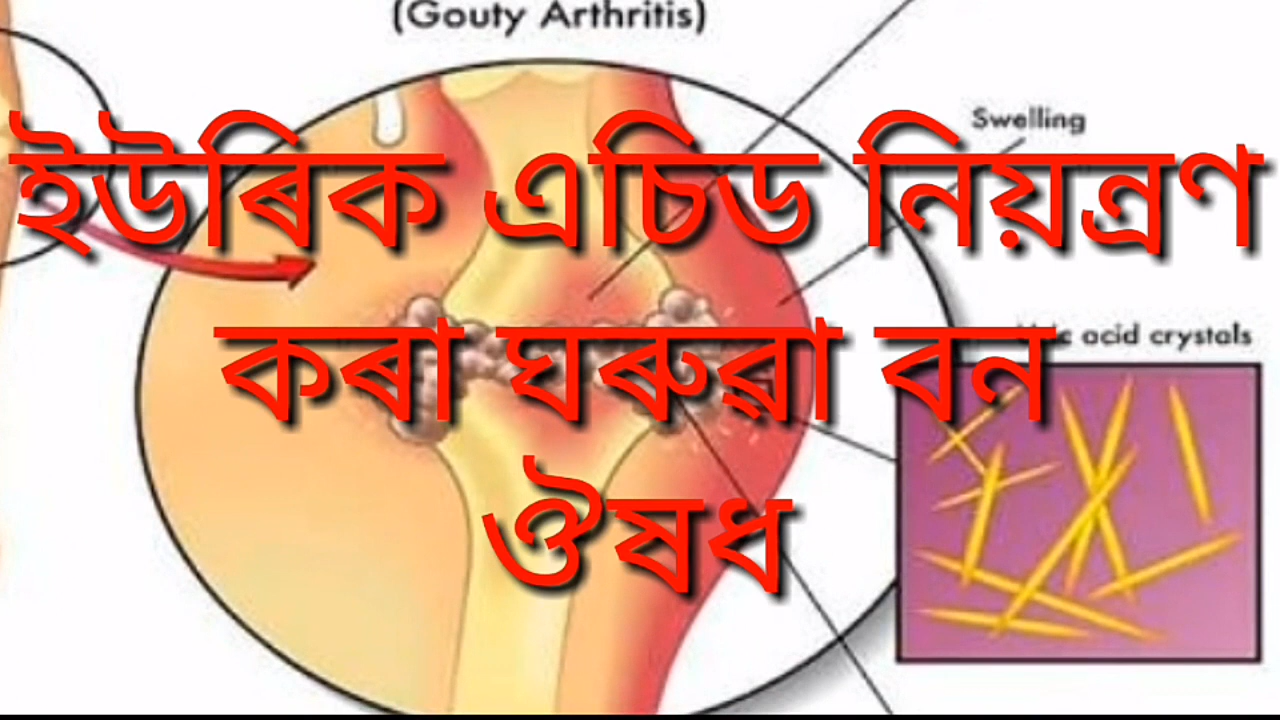 (Gouty Arthritis)
Swelling
ইউৰিক এচিড নিয়ন্ত্ৰণ
acid crystals
কৰা ঘৰুৱা বন
ঔষধ